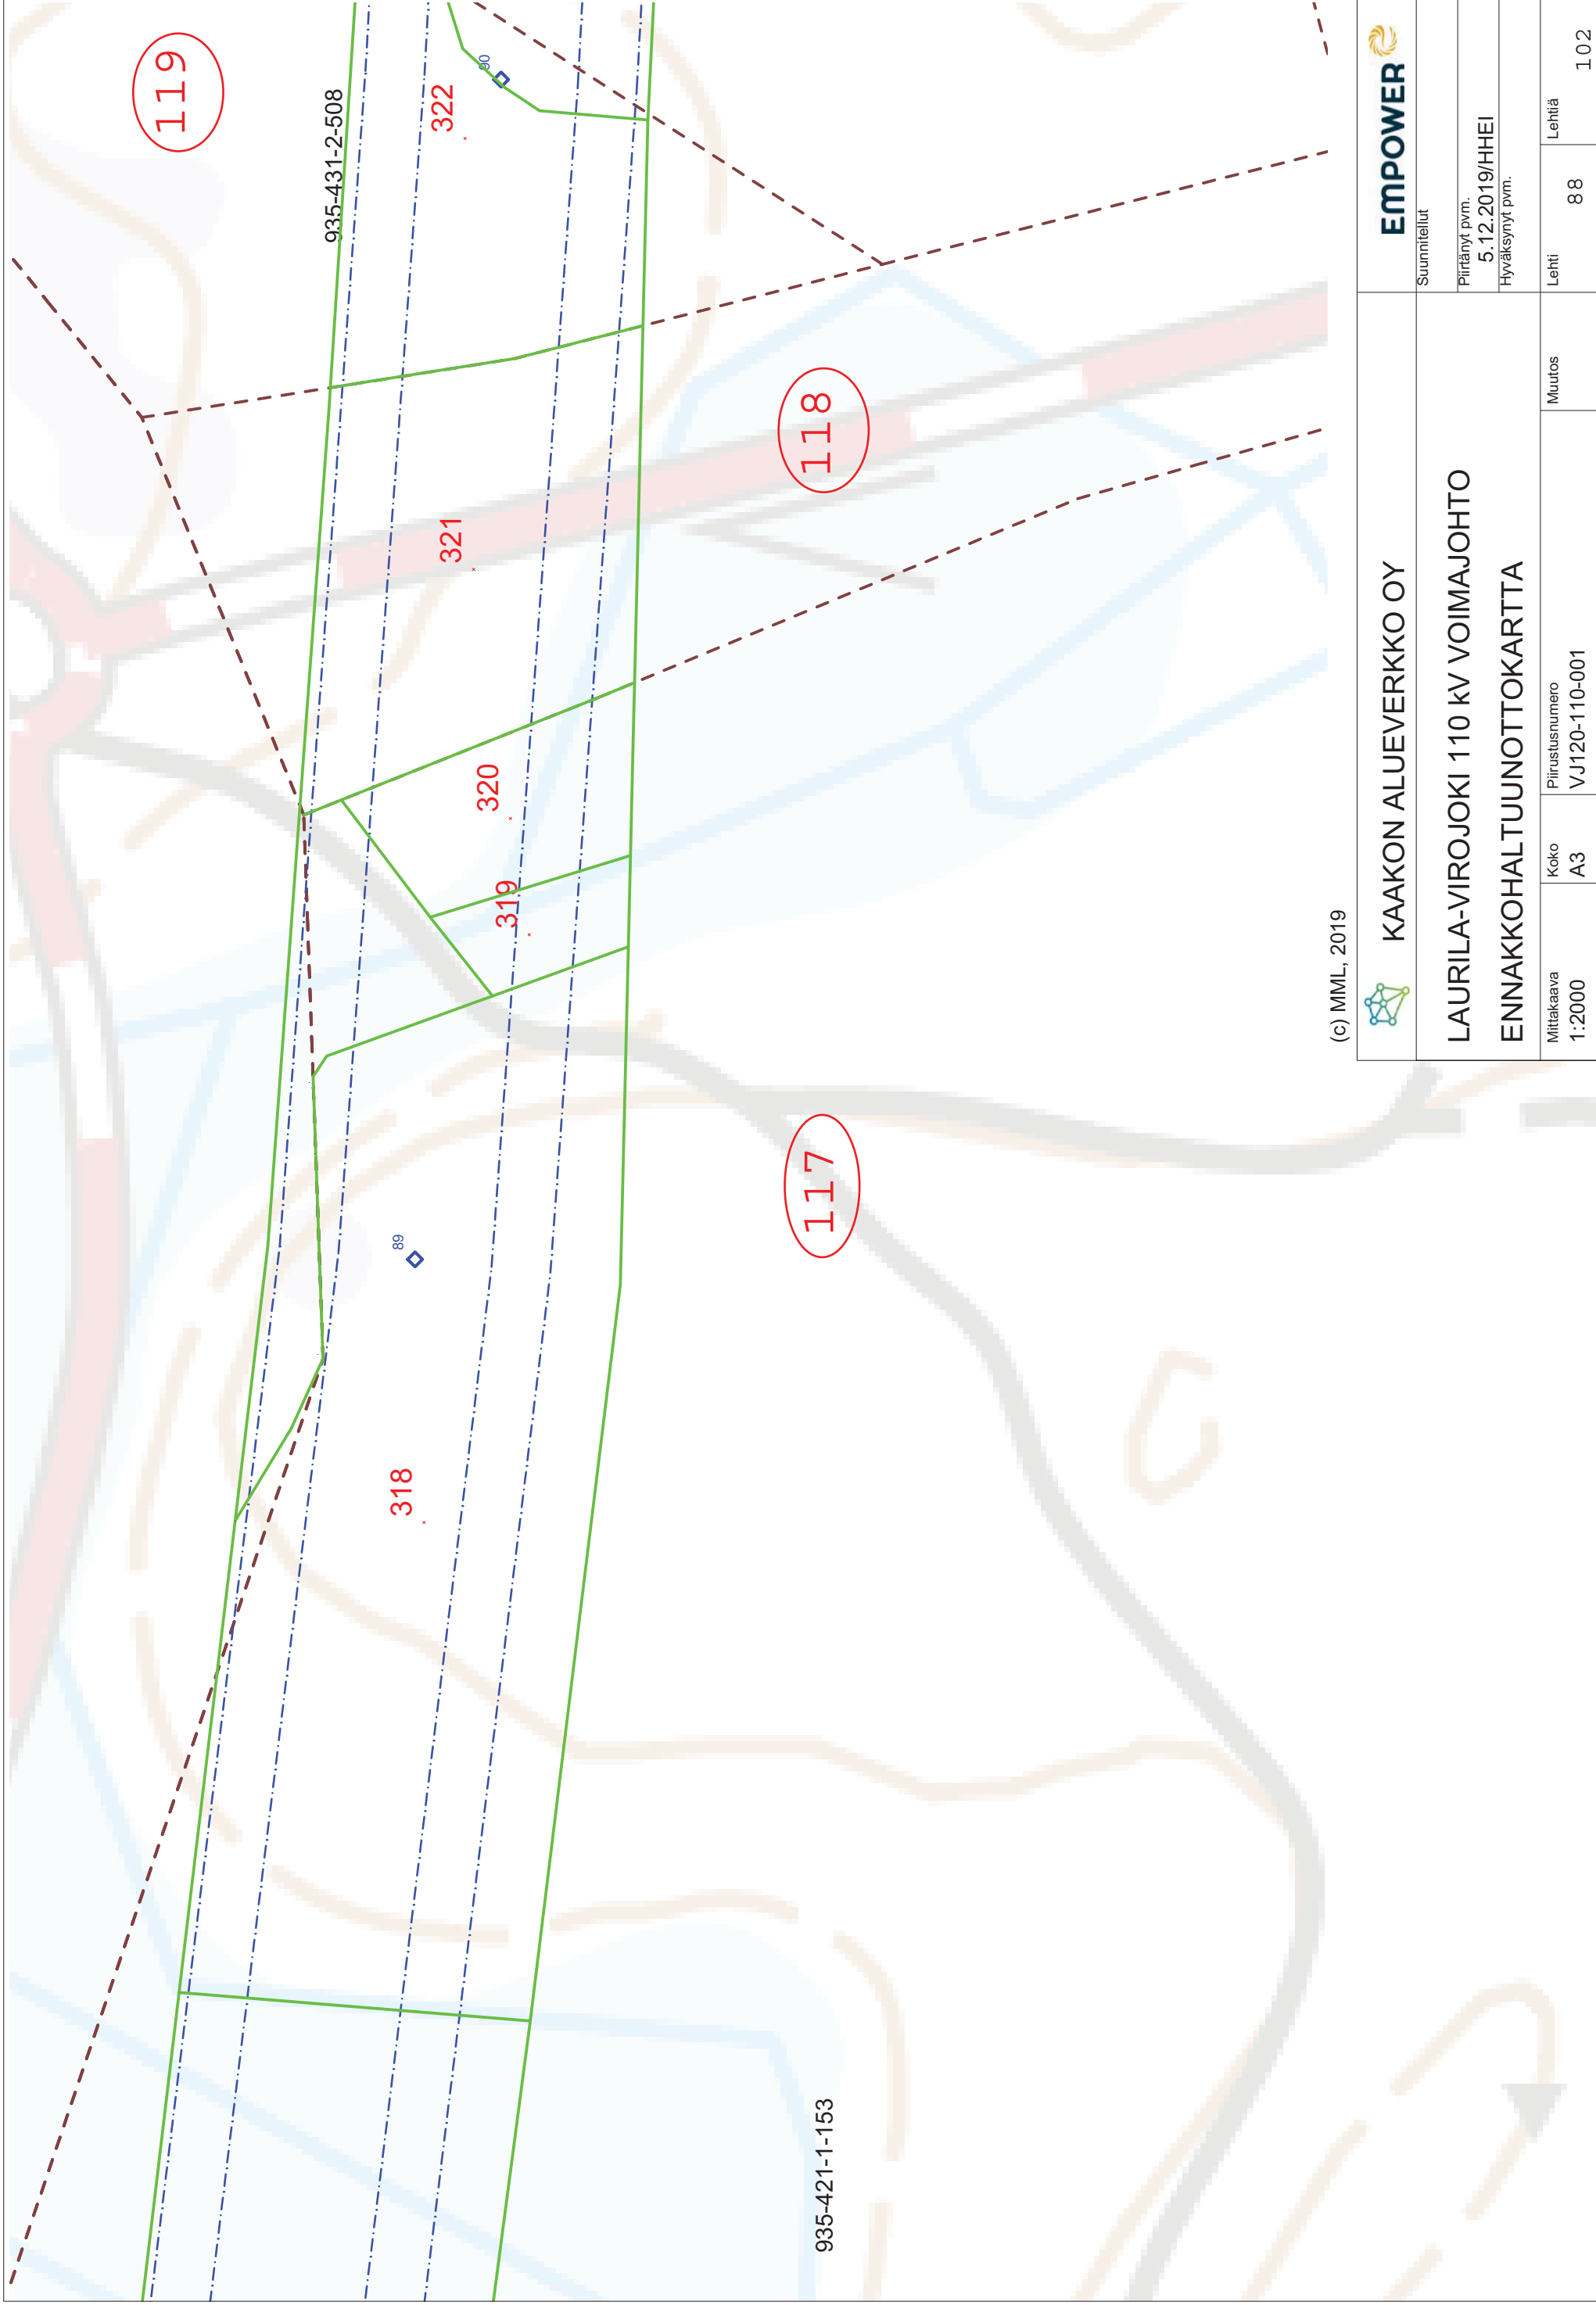 119
935-431-2-508
322
90
321
118
320
319
89
318
117
935-421-1-153
(c) MML, 2019
KAAKON ALUEVERKKO OY
EMPOWER
LAURILA-VIROJOKI 110 kV VOIMAJOHTO
ENNAKKOHALTUUNOTTOKARTTA
Suunnitellut
Piirtänyt pvm.
5.12.2019/HHEI
Hyväksynyt pvm.
Mittakaava
1:2000
Koko
A3
Piirustusnumero
VJ120-110-001
Muutos
Lehti
88
Lehtiä
102